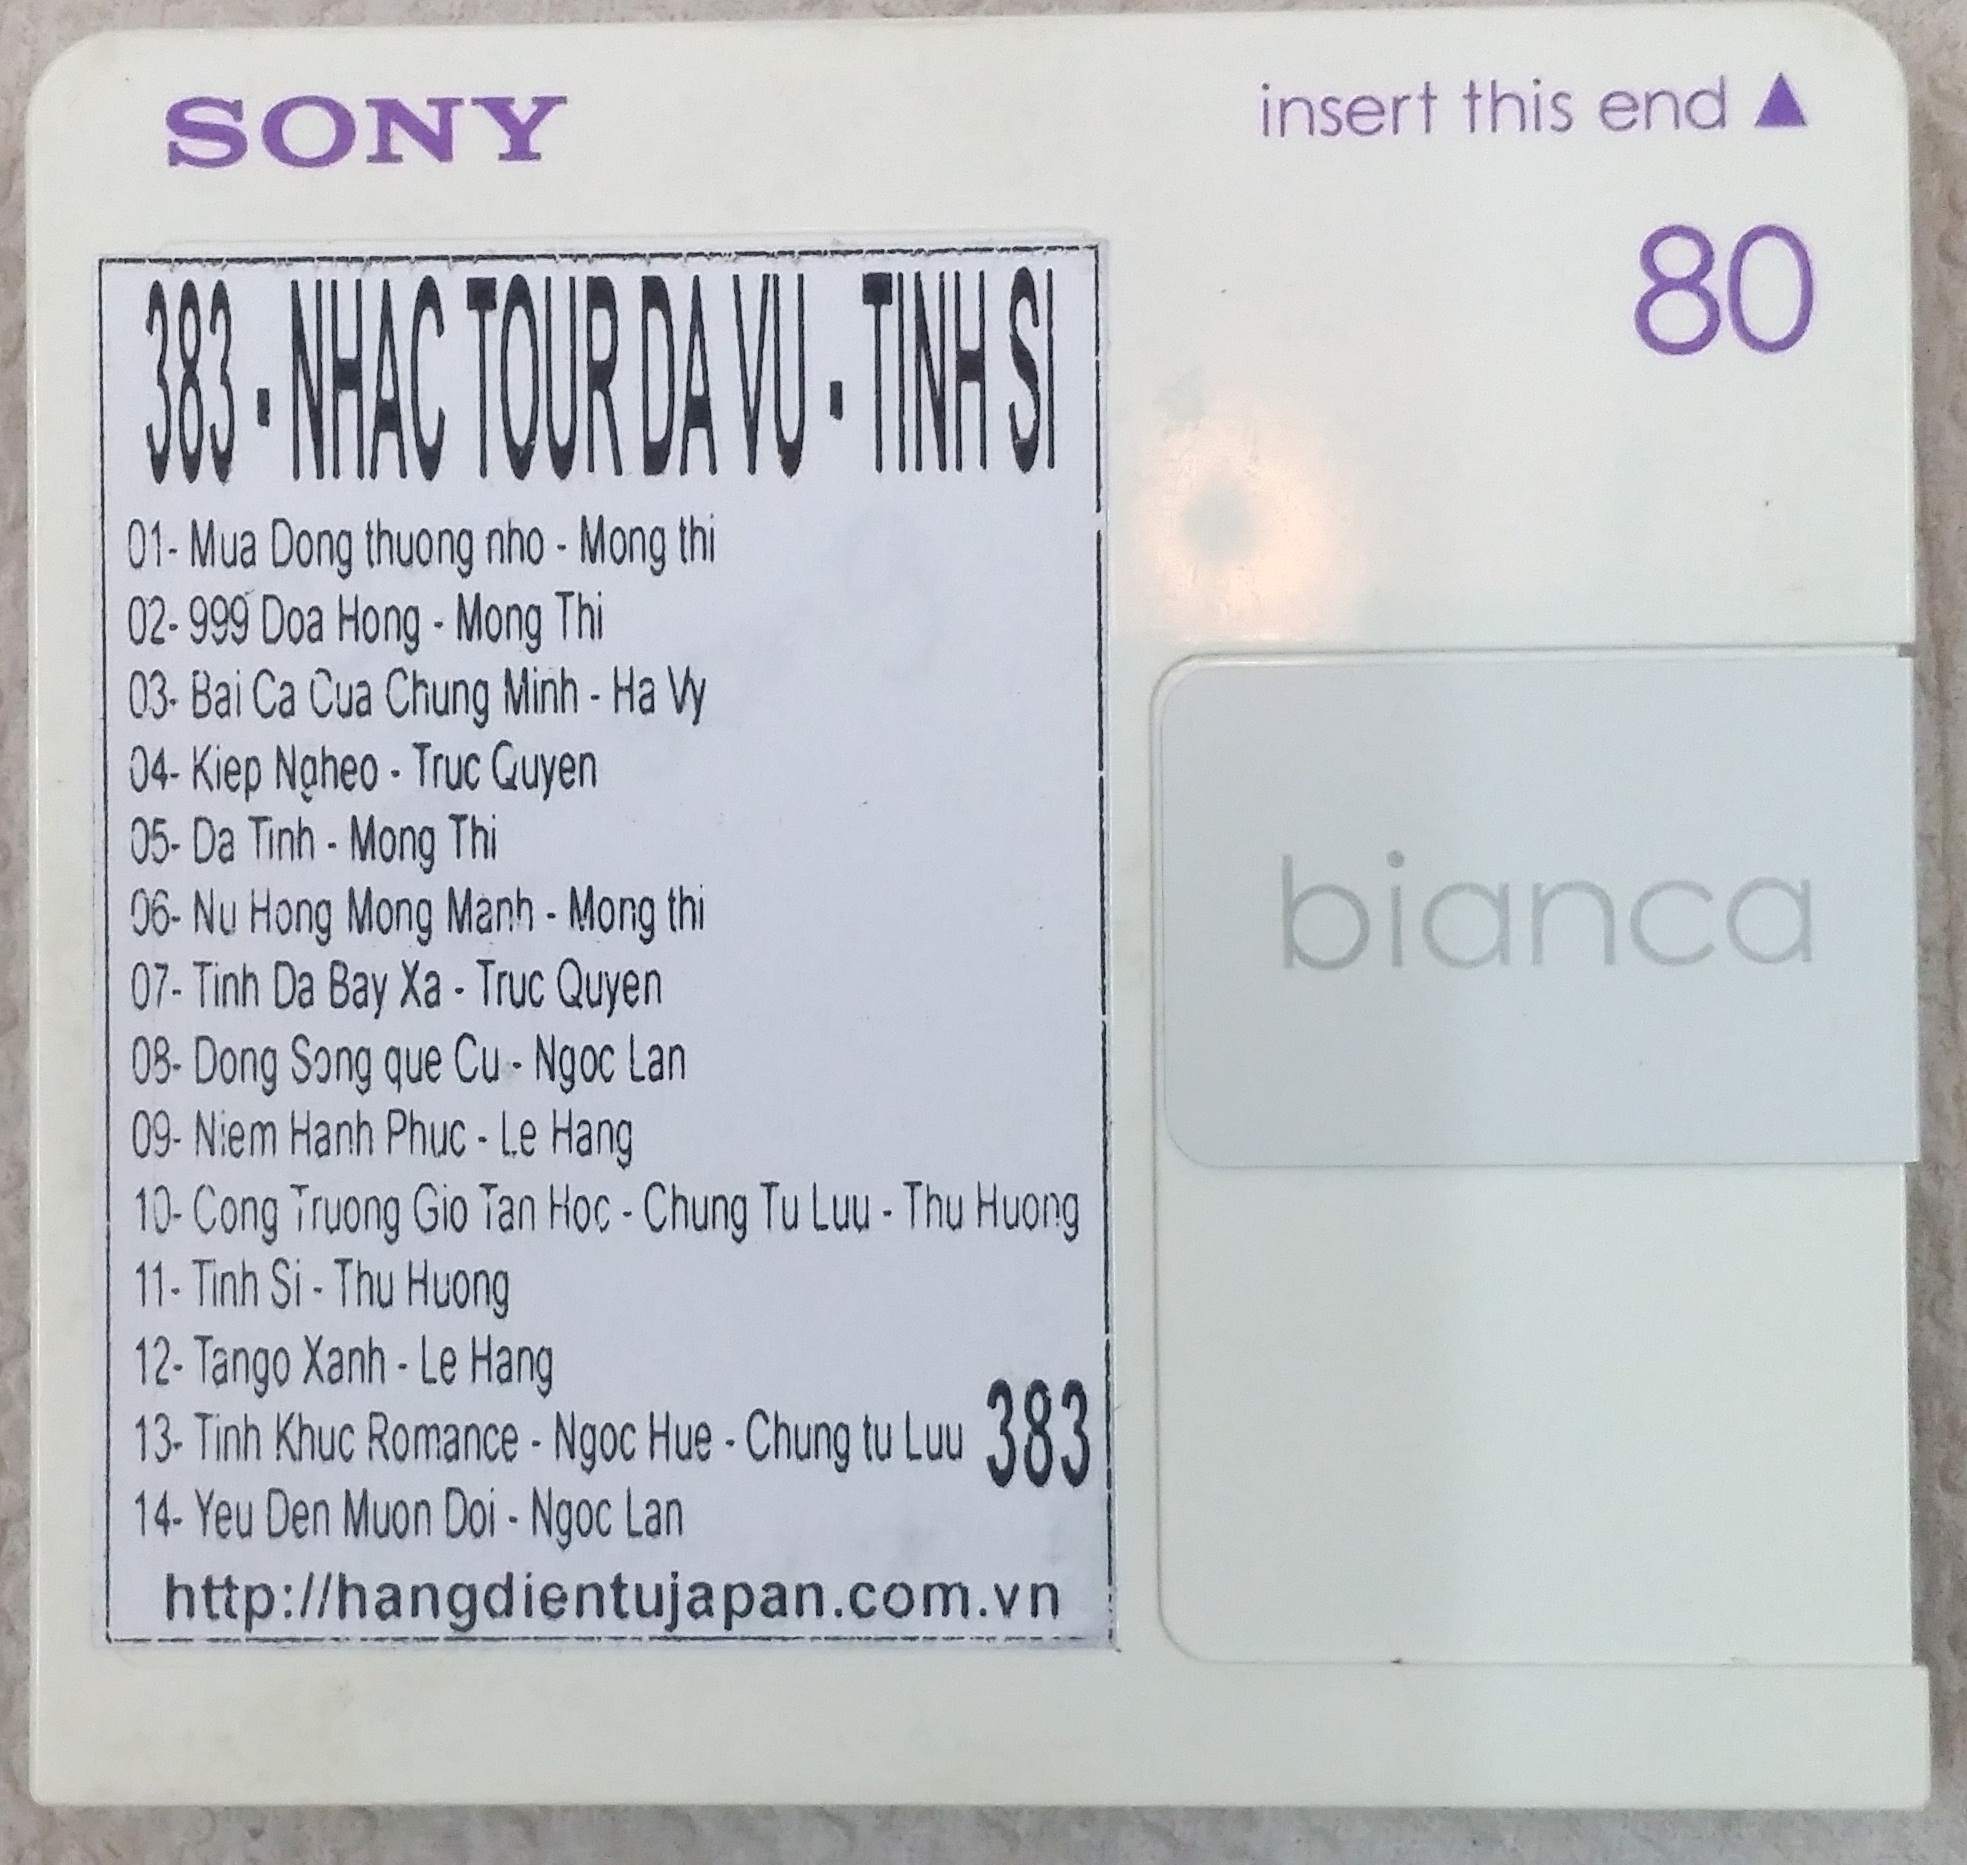 SONY
insert this end ▲
80
383 - NHAC TOUR DA VU - TINH SI
01- Mua Dong thuong nho - Mong thi
02- 999 Doa Hong - Mong Thi
03- Bai Ca Cua Chung Minh - Ha Vy
04- Kiep Ngheo - Truc Quyen
05- Da Tinh - Mong Thi
06- Nu Hong Mong Manh - Mong thi
07- Tinh Da Bay Xa - Truc Quyen
08- Dong Song que Cu - Ngoc Lan
09- Niem Hanh Phuc - Le Hang
10- Cong Truong Gio Tan Hoc - Chung Tu Luu - Thu Huong
11- Tinh Si - Thu Huong
12- Tango Xanh - Le Hang
13- Tinh Khuc Romance - Ngoc Hue - Chung tu Luu
383
14- Yeu Den Muon Doi - Ngoc Lan
http://hangdientujapan.com.vn
bianca